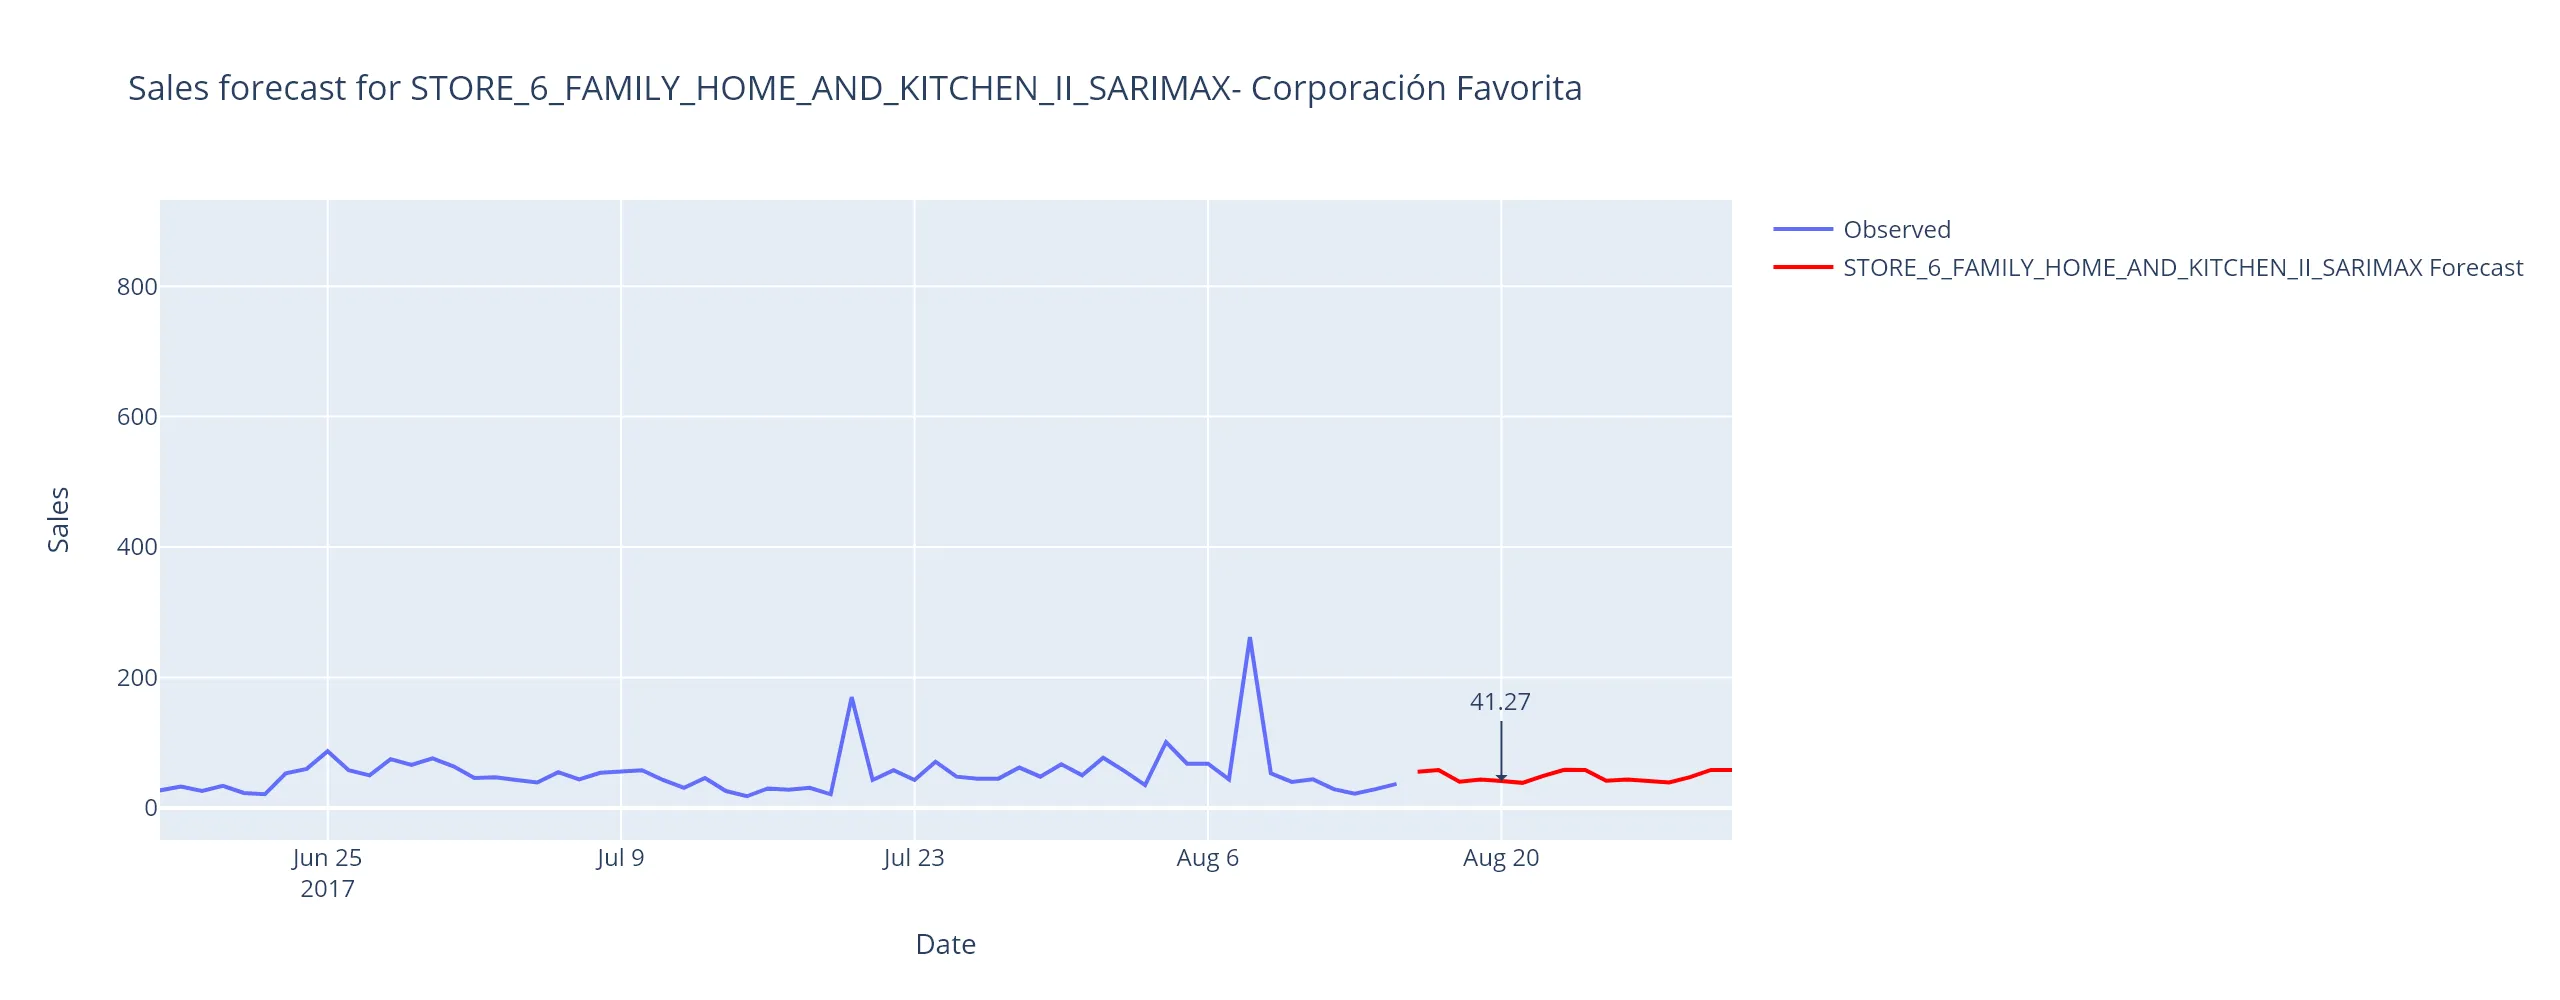 Sales forecast for STORE_6_FAMILY_HOME_AND_KITCHEN_II_SARIMAX- Corporación Favorita
Observed
STORE_6_FAMILY_HOME_AND_KITCHEN_II_SARIMAX Forecast
Sales
800
600
400
200
0
41.27
Jun 25
2017
Jul 9
Jul 23
Aug 6
Aug 20
Date